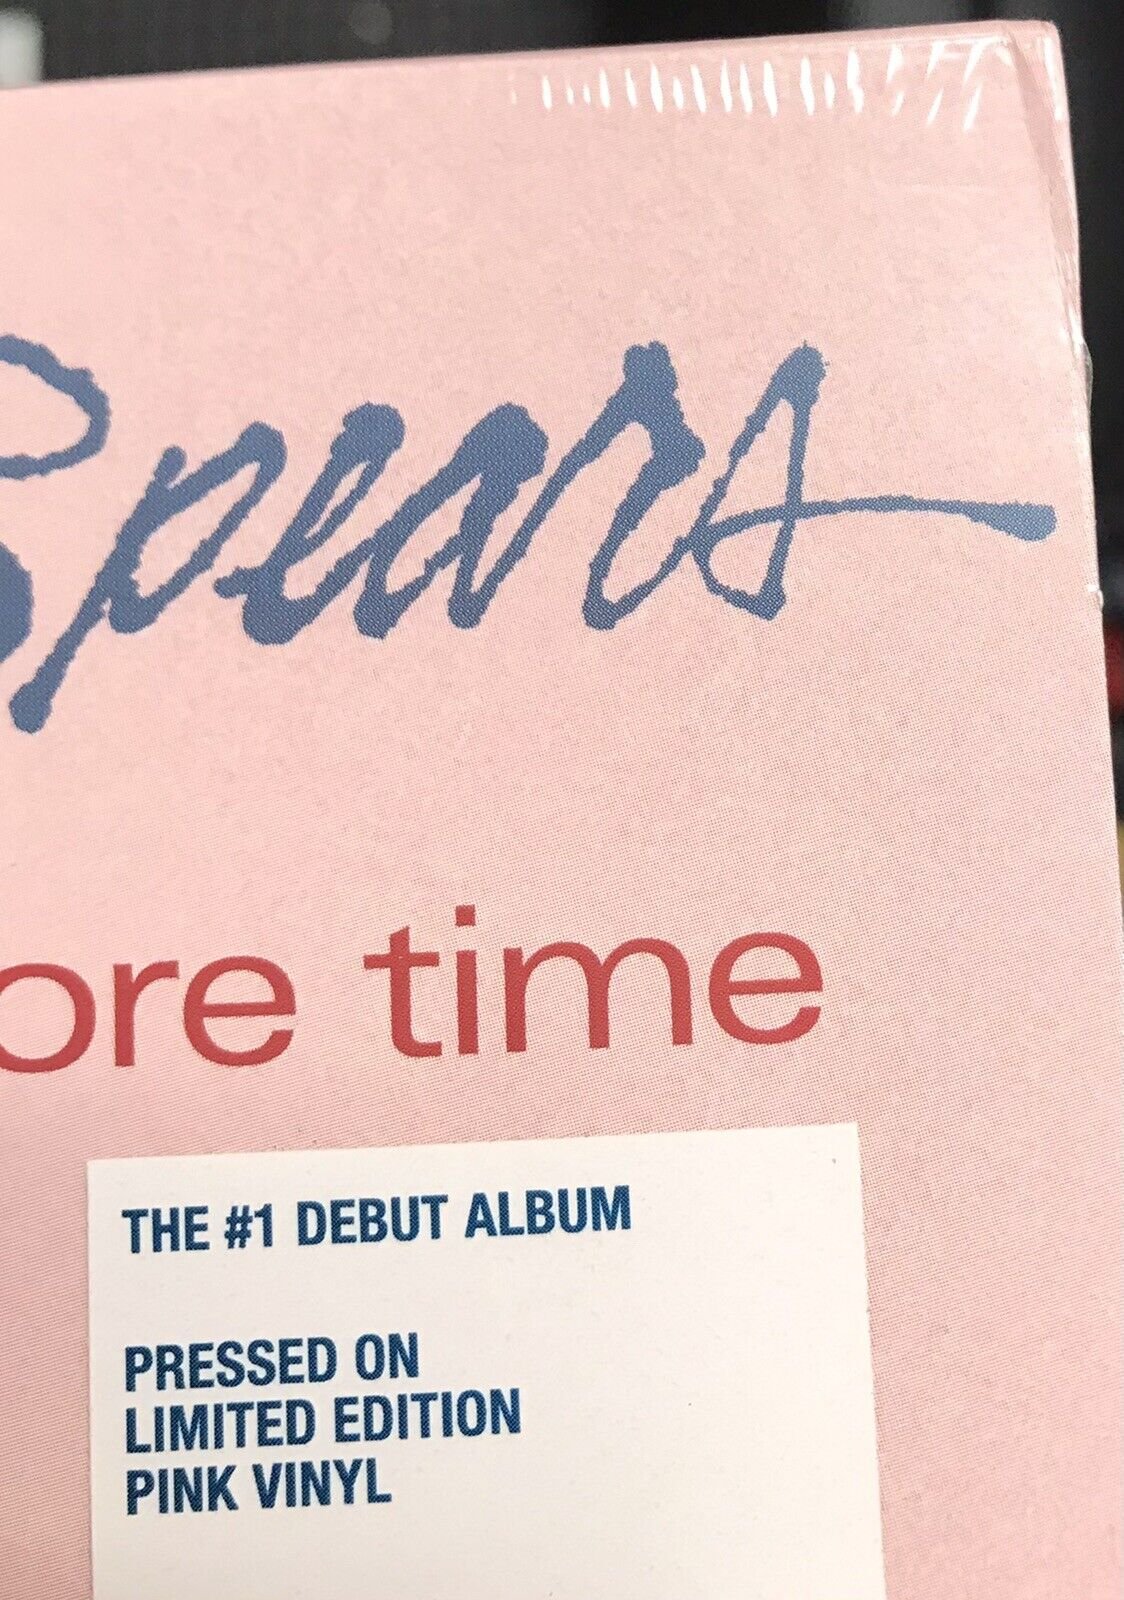 Spears
ore time
THE #1 DEBUT ALBUM
PRESSED ON
LIMITED EDITION
PINK VINYL